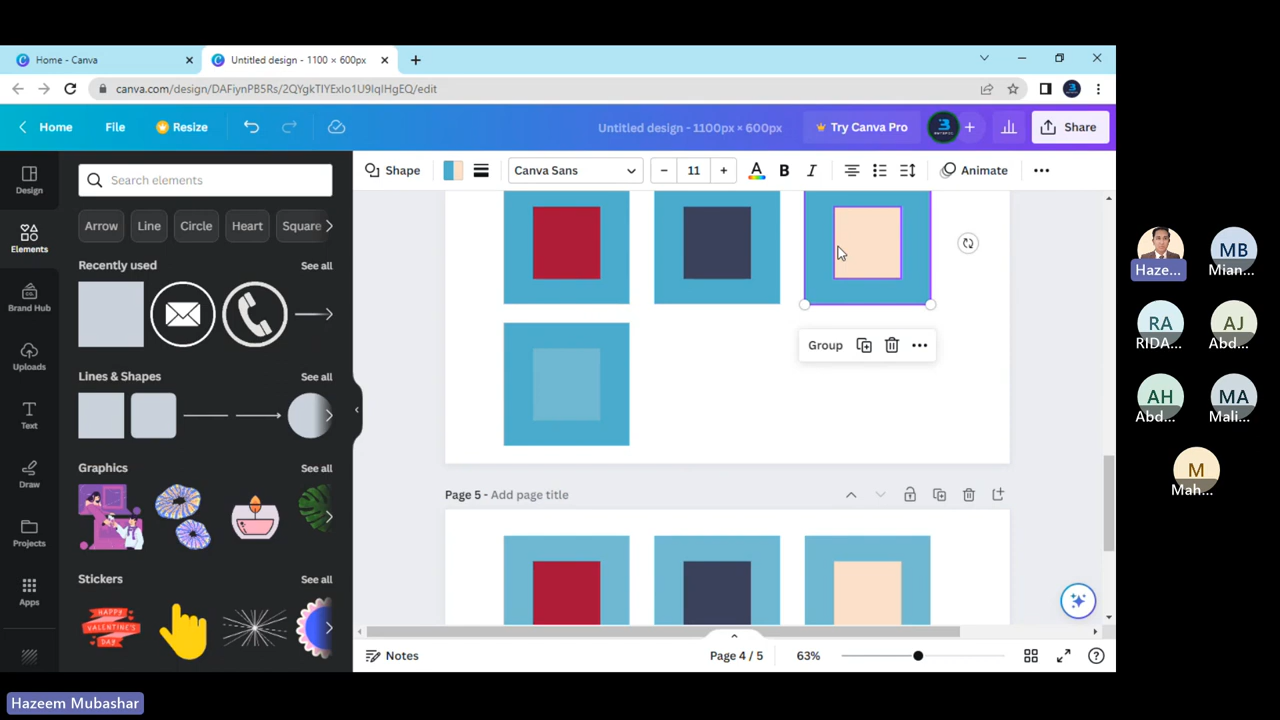 Home - Canva
Untitled design - 1100 × 600px
canva.com/design/DAFiynPB5Rs/2QYgkTIYExIo1U9lqIHgEQ/edit
Home
File
Resize
Untitled design - 1100px × 600px
Try Canva Pro
Share
Design
Elements
Brand Hub
Uploads
Text
Draw
Projects
Apps
Search elements
Arrow
Line
Circle
Heart
Square
Recently used
See all
Lines & Shapes
See all
Graphics
See all
Stickers
See all
HAPPY
VALENTINE'S
DAY
Shape
Canva Sans
11
A
B
I
Animate
Group
Page 5 - Add page title
Notes
Page 4 / 5
63%
Haze...
MB
Mian...
RA
RIDA...
AJ
Abd...
AH
Abd...
MA
Mali...
M
Mah...
Hazeem Mubashar